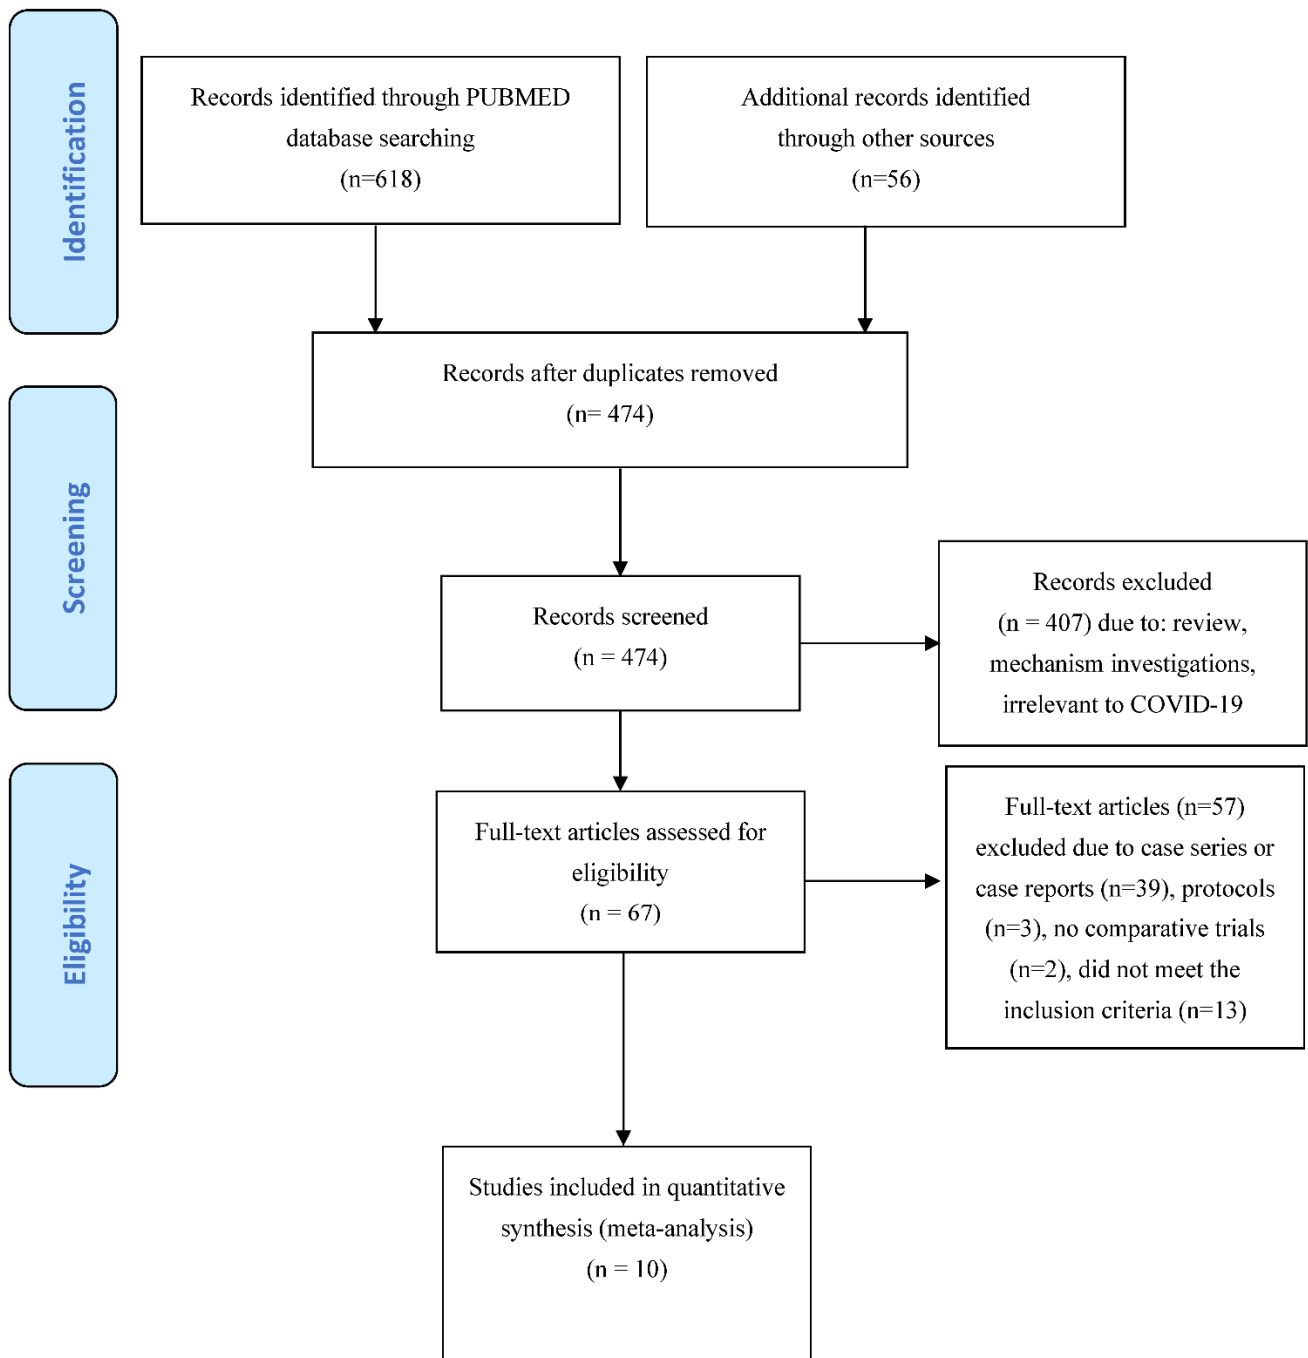 Identification
Records identified through PUBMED
database searching
(n=618)
Additional records identified
through other sources
(n=56)
Records after duplicates removed
(n= 474)
Screening
Records screened
(n = 474)
Records excluded
(n = 407) due to: review,
mechanism investigations,
irrelevant to COVID-19
Eligibility
Full-text articles assessed for
eligibility
(n = 67)
Full-text articles (n=57)
excluded due to case series or
case reports (n=39), protocols
(n=3), no comparative trials
(n=2), did not meet the
inclusion criteria (n=13)
Studies included in quantitative
synthesis (meta-analysis)
(n = 10)